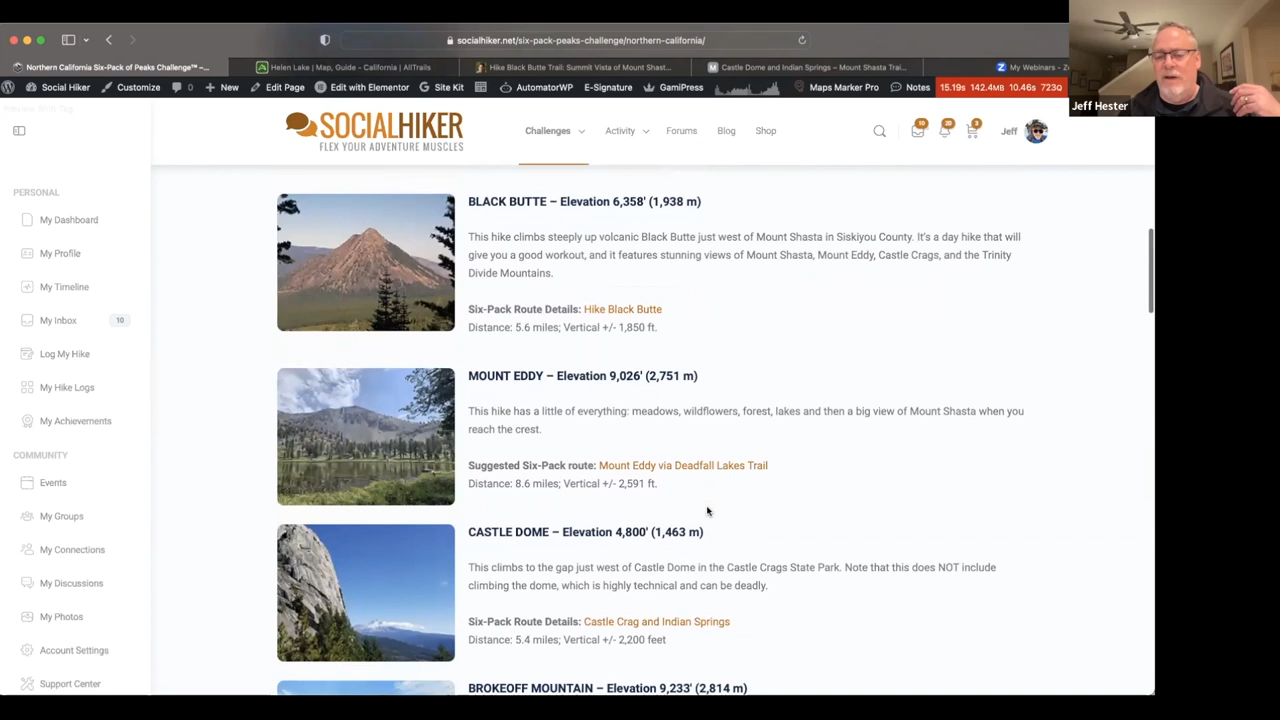 socialhiker.net/six-pack-peaks-challenge/northern-california/
Northern California Six-Pack of Peaks Challenge™ –...
Helen Lake | Map, Guide - California | AllTrails
Hike Black Butte Trail: Summit Vista of Mount Shast...
Castle Dome and Indian Springs – Mount Shasta Trai...
My Webinars - Z
Social Hiker
Customize
0
New
Edit Page
Edit with Elementor
Site Kit
AutomatorWP
E-Signature
GamiPress
Maps Marker Pro
Notes
15.19s 142.4MB 10.46s 723Q
Jeff Hester
SOCIALHIKER
FLEX YOUR ADVENTURE MUSCLES
Challenges
Activity
Forums
Blog
Shop
10
20
3
Jeff
PERSONAL
My Dashboard
My Profile
My Timeline
My Inbox 10
Log My Hike
My Hike Logs
My Achievements
COMMUNITY
Events
My Groups
My Connections
My Discussions
My Photos
Account Settings
Support Center
BLACK BUTTE – Elevation 6,358' (1,938 m)
This hike climbs steeply up volcanic Black Butte just west of Mount Shasta in Siskiyou County. It's a day hike that will
give you a good workout, and it features stunning views of Mount Shasta, Mount Eddy, Castle Crags, and the Trinity
Divide Mountains.
Six-Pack Route Details: Hike Black Butte
Distance: 5.6 miles; Vertical +/- 1,850 ft.
MOUNT EDDY – Elevation 9,026' (2,751 m)
This hike has a little of everything: meadows, wildflowers, forest, lakes and then a big view of Mount Shasta when you
reach the crest.
Suggested Six-Pack route: Mount Eddy via Deadfall Lakes Trail
Distance: 8.6 miles; Vertical +/- 2,591 ft.
CASTLE DOME – Elevation 4,800' (1,463 m)
This climbs to the gap just west of Castle Dome in the Castle Crags State Park. Note that this does NOT include
climbing the dome, which is highly technical and can be deadly.
Six-Pack Route Details: Castle Crag and Indian Springs
Distance: 5.4 miles; Vertical +/- 2,200 feet
BROKEOFF MOUNTAIN – Elevation 9,233' (2,814 m)